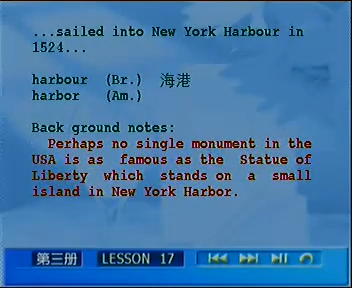 ...sailed into New York Harbour in
1524...
harbour (Br.) 海港
harbor (Am.)
Back ground notes:
Perhaps no single monument in the
USA is as famous as the Statue of
Liberty which stands on a small
island in New York Harbor.
第三册 LESSON 17